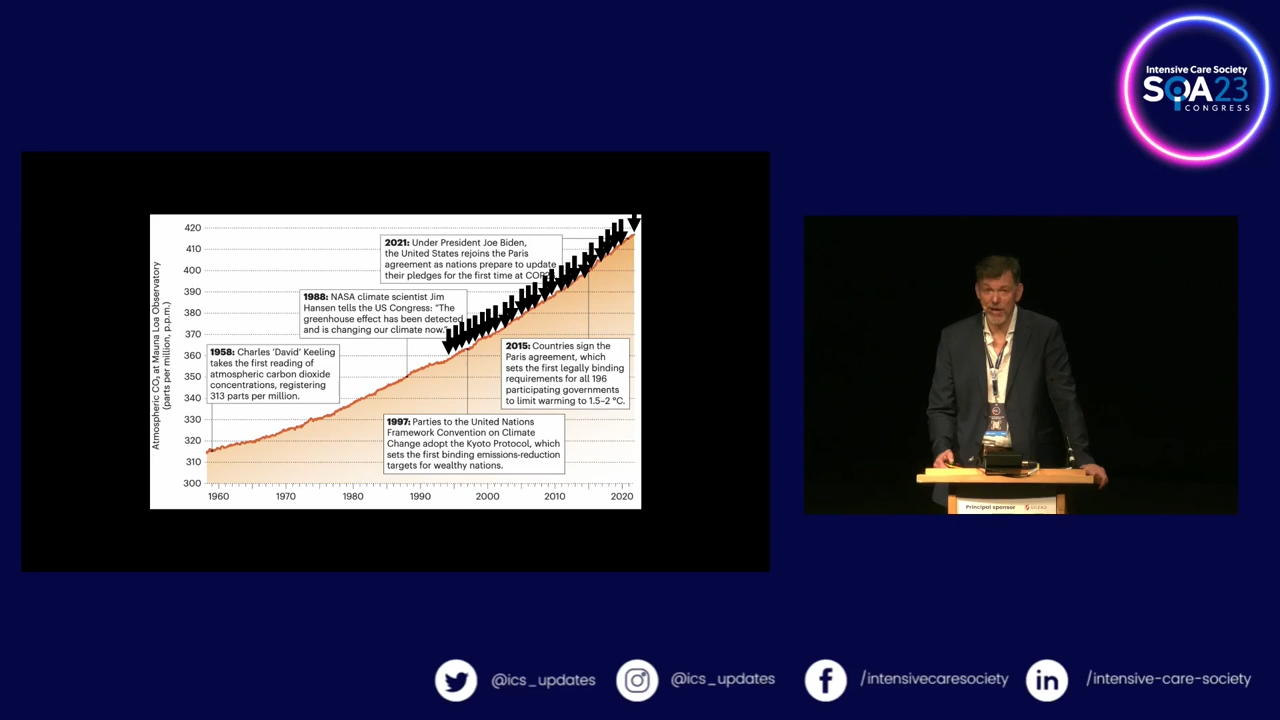 Intensive Care Society
SOA23
CONGRESS
Atmospheric CO₂ at Mauna Loa Observatory
(parts per million, p.p.m.)
420
410
400
390
380
370
360
350
340
330
320
310
300
1960
1970
1980
1990
2000
2010
2020
2021: Under President Joe Biden,
the United States rejoins the Paris
agreement as nations prepare to update
their pledges for the first time at
1988: NASA climate scientist Jim
Hansen tells the US Congress: “The
greenhouse effect has been detected
and is changing our climate now.”
1958: Charles ‘David’ Keeling
takes the first reading of
atmospheric carbon dioxide
concentrations, registering
313 parts per million.
2015: Countries sign the
Paris agreement, which
sets the first legally binding
requirements for all 196
participating governments
to limit warming to 1.5–2 °C.
1997: Parties to the United Nations
Framework Convention on Climate
Change adopt the Kyoto Protocol, which
sets the first binding emissions-reduction
targets for wealthy nations.
Principal sponsor
@ics_updates
@ics_updates
/intensivecaresociety
/intensive-care-society